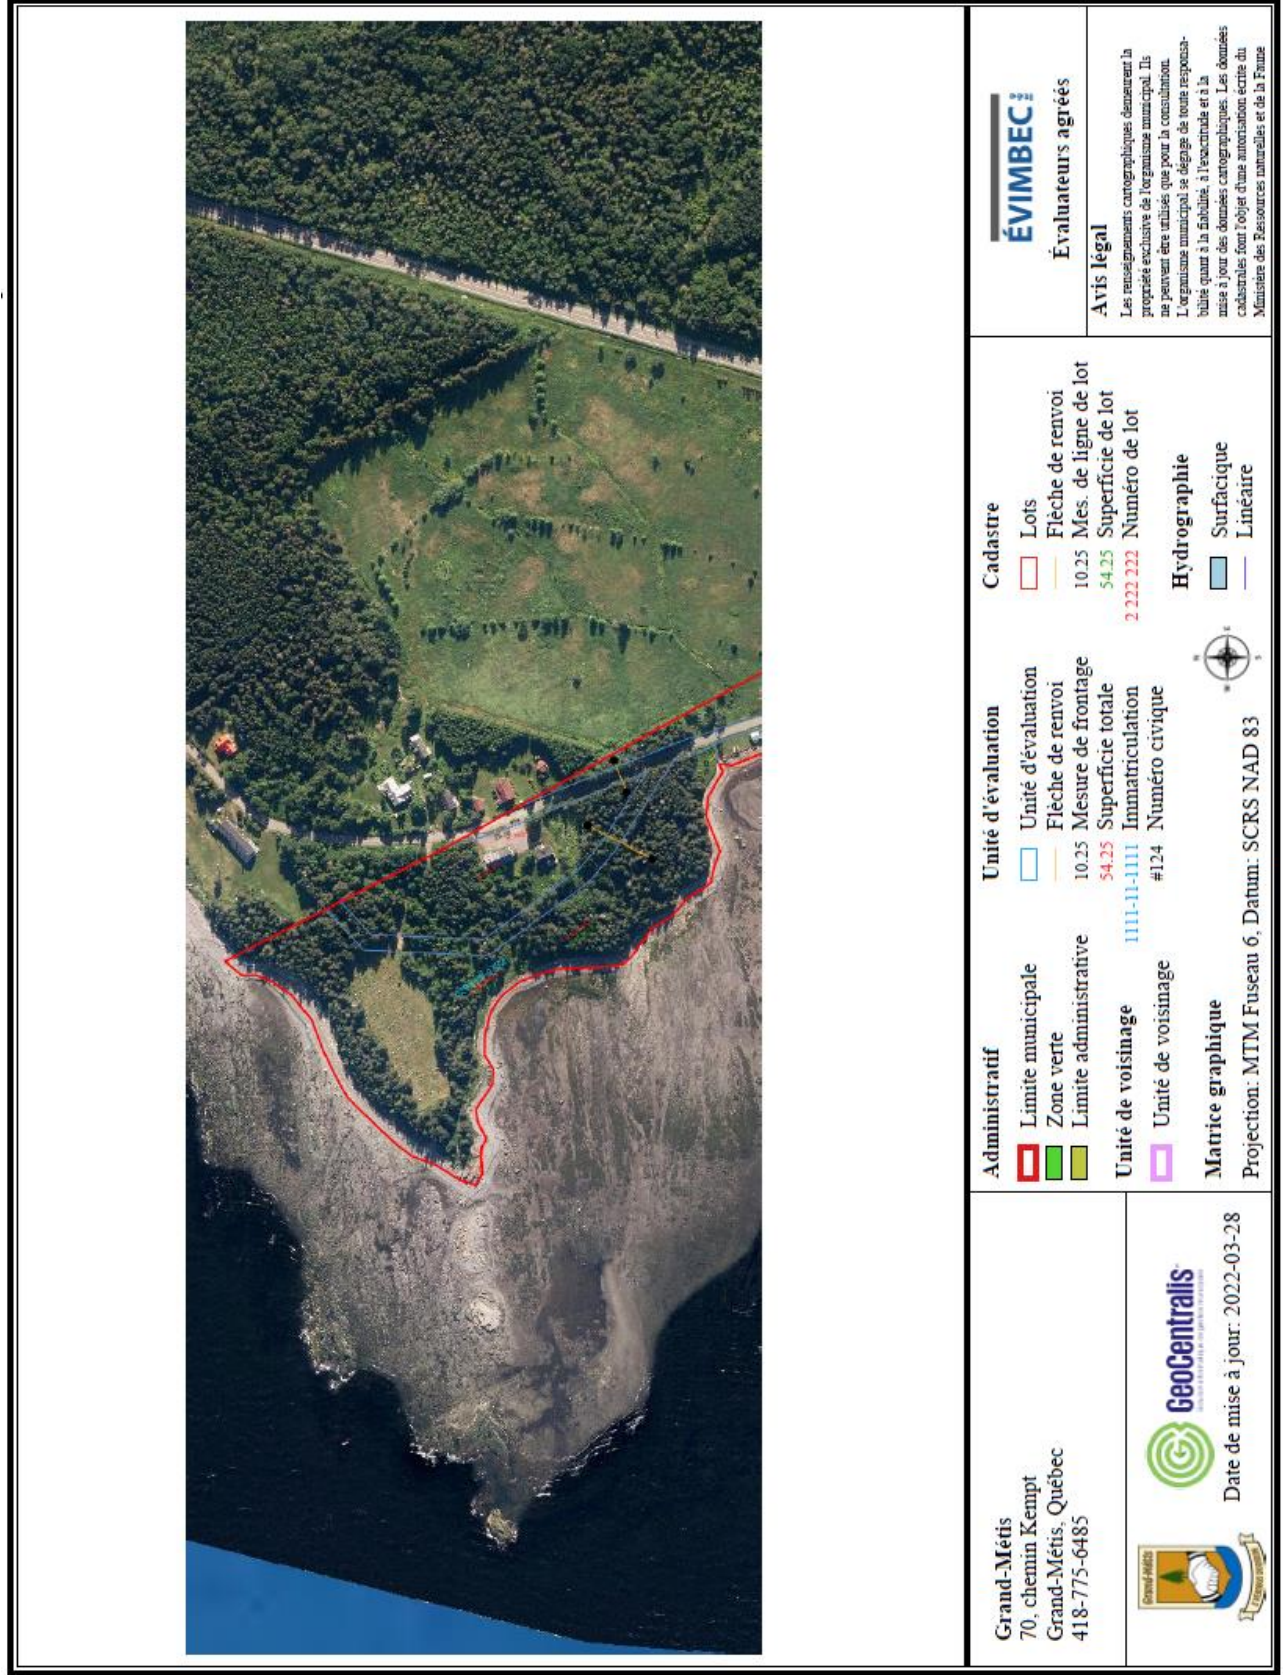 Grand-Métis
70, chemin Kempt
Grand-Métis, Québec
418-775-6485
Grand-Métis
GeoCentralis
Date de mise à jour: 2022-03-28
Administratif
Limite municipale
Zone verte
Limite administrative
Unité de voisinage
Unité de voisinage
Matrice graphique
Projection: MTM Fuseau 6, Datum: SCRS NAD 83
Unité d'évaluation
Unité d'évaluation
Flèche de renvoi
10.25 Mesure de frontage
54.25 Superficie totale
1111-11-1111 Immatriculation
#124 Numéro civique
N
W E
S
Cadastre
Lots
Flèche de renvoi
10.25 Mes. de ligne de lot
54.25 Superficie de lot
2 222 222 Numéro de lot
Hydrographie
Surfacique
Linéaire
ÉVIMBEC
Évaluateurs agréés
Avis légal
Les renseignements cartographiques demeurent la
propriété exclusive de l'organisme municipal. Ils
ne peuvent être utilisés que pour la consultation.
L'organisme municipal se dégage de toute responsa-
bilité quant à la fiabilité, à l'exactitude et à la
mise à jour des données cartographiques. Les données
cadastrales font l'objet d'une autorisation écrite du
Ministère des Ressources naturelles et de la Faune